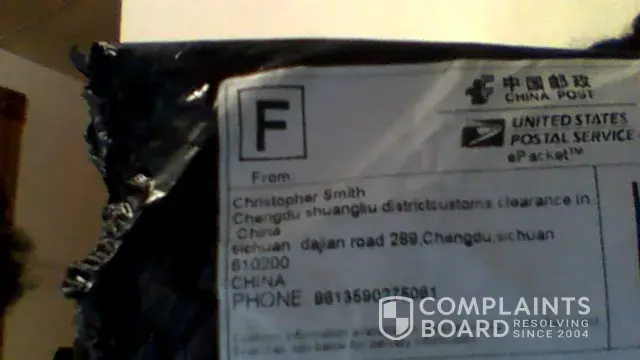 中国邮政
CHINA POST
F
UNITED STATES
POSTAL SERVICE
ePacket™
From
Christopher Smith
Chengdu shuangliu districtcustoms clearance in
China
sichuan dajian road 289,Chengdu,sichuan
610200
CHINA
PHONE
COMPLAINTS
BOARD RESOLVING
SINCE 2004